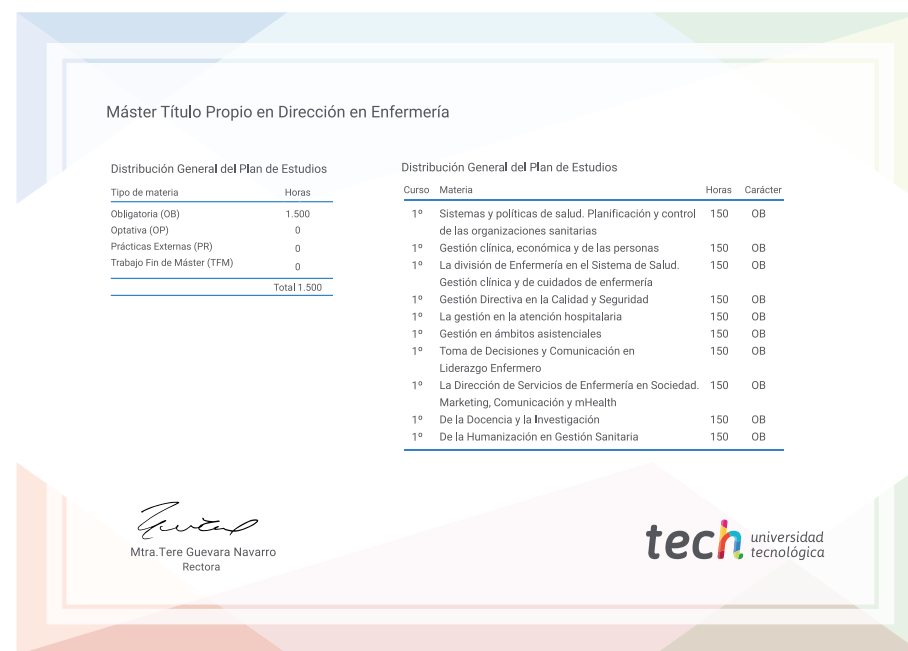 Máster Título Propio en Dirección en Enfermería
Distribución General del Plan de Estudios
Tipo de materia Horas
Obligatoria (OB) 1.500
Optativa (OP) 0
Prácticas Externas (PR) 0
Trabajo Fin de Máster (TFM) 0
Total 1.500
Distribución General del Plan de Estudios
Curso Materia Horas Carácter
1º Sistemas y políticas de salud. Planificación y control 150 OB
de las organizaciones sanitarias
1º Gestión clínica, económica y de las personas 150 OB
1º La división de Enfermería en el Sistema de Salud. 150 OB
Gestión clínica y de cuidados de enfermería
1º Gestión Directiva en la Calidad y Seguridad 150 OB
1º La gestión en la atención hospitalaria 150 OB
1º Gestión en ámbitos asistenciales 150 OB
1º Toma de Decisiones y Comunicación en 150 OB
Liderazgo Enfermero
1º La Dirección de Servicios de Enfermería en Sociedad. 150 OB
Marketing, Comunicación y mHealth
1º De la Docencia y la Investigación 150 OB
1º De la Humanización en Gestión Sanitaria 150 OB
Mtra.Tere Guevara Navarro
Rectora
tech universidad
tecnológica